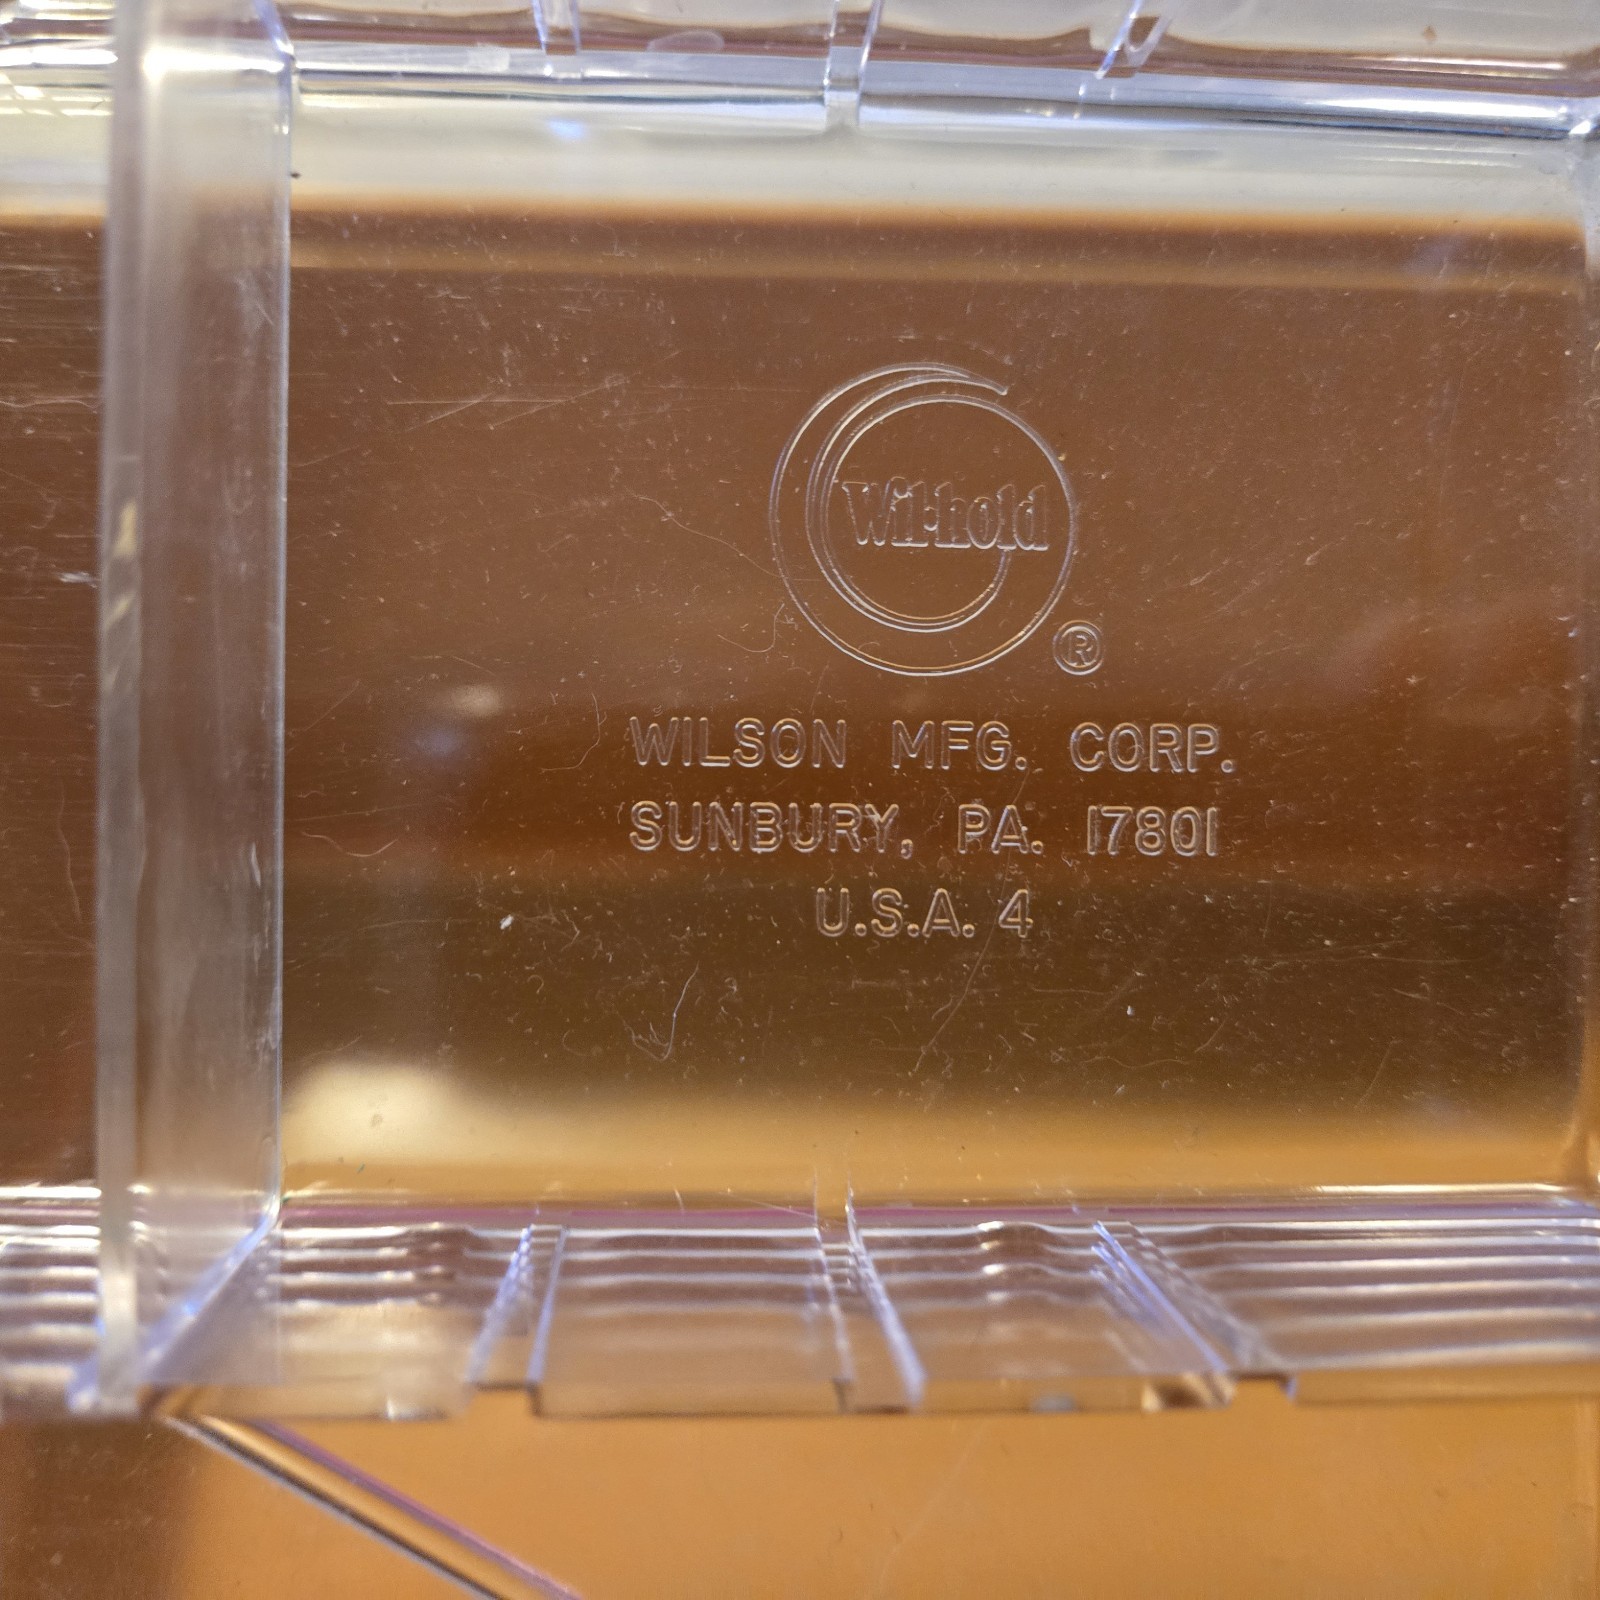 Wil-hold
®
WILSON MFG. CORP.
SUNBURY, PA. 17801
U.S.A. 4